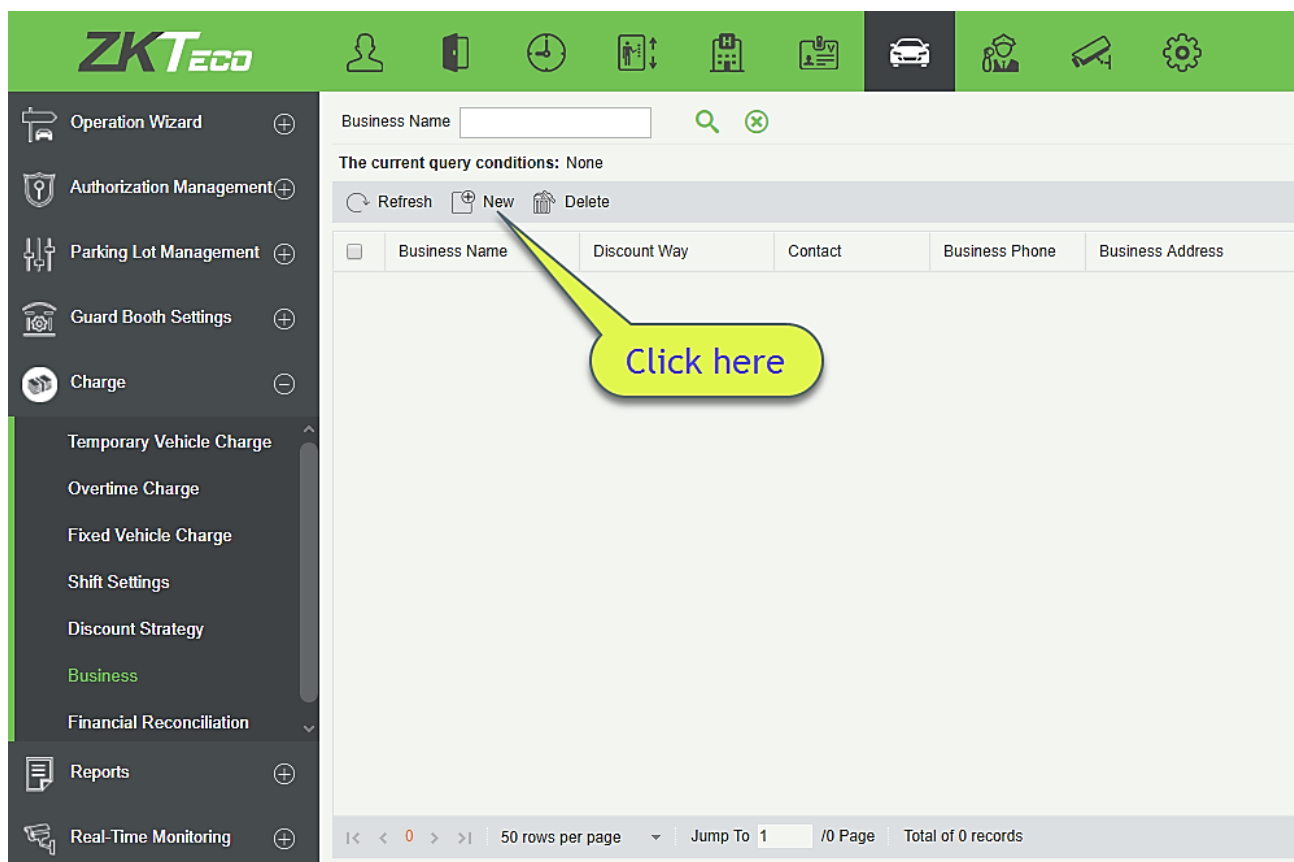 ZKTeco
Operation Wizard
Authorization Management
Parking Lot Management
Guard Booth Settings
Charge
Temporary Vehicle Charge
Overtime Charge
Fixed Vehicle Charge
Shift Settings
Discount Strategy
Business
Financial Reconciliation
Reports
Real-Time Monitoring
Business Name
The current query conditions: None
Refresh New Delete
Business Name Discount Way Contact Business Phone Business Address
Click here
|< < 0 > >| 50 rows per page Jump To 1 /0 Page Total of 0 records